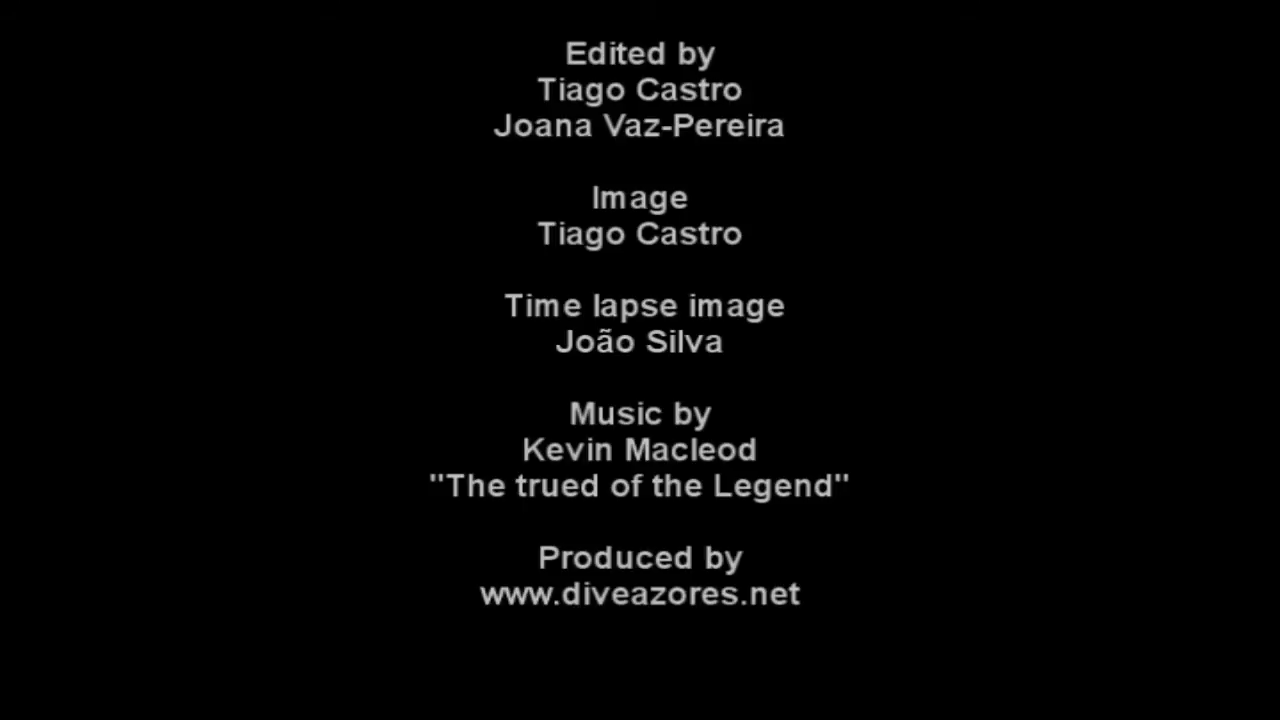 Edited by
Tiago Castro
Joana Vaz-Pereira
Image
Tiago Castro
Time lapse image
João Silva
Music by
Kevin Macleod
"The trued of the Legend"
Produced by
www.diveazores.net